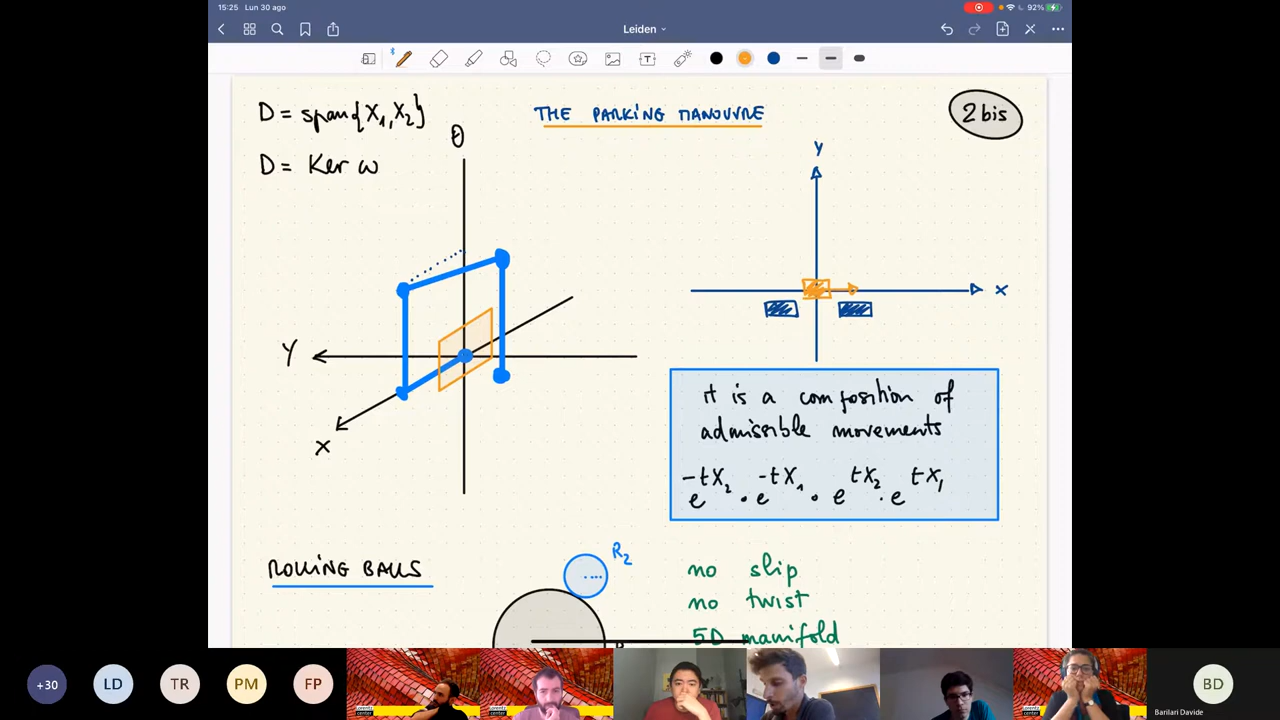 15:25 Lun 30 ago
92%
Leiden
D = span{X₁, X₂}
THE PARKING MANOUVRE
2 bis
D = Ker ω
θ
Y
X
Y
x
it is a composition of
admissible movements
e^{-tX₂} ∘ e^{-tX₁} ∘ e^{tX₂} ∘ e^{tX₁}
ROLLING BALLS
R₂
no slip
no twist
5D manifold
+30
LD
TR
PM
FP
BD
Barilari Davide